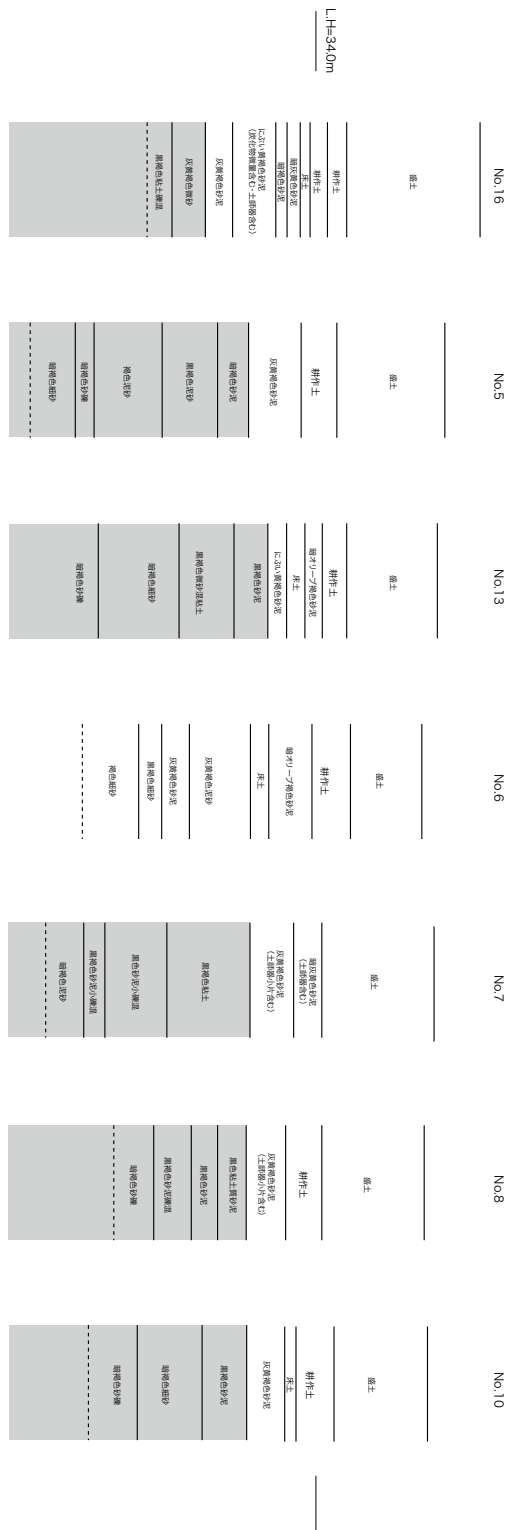 L.H=34.0m
No.16
盛土
耕作土
耕作土
床土
暗灰黄色砂泥
暗褐色砂泥
にぶい黄褐色砂泥
（炭化物微量含む・土師器含む）
灰黄褐色砂泥
灰黄褐色微砂
黒褐色粘土礫混
No.5
盛土
耕作土
灰黄褐色砂泥
暗褐色砂泥
黒褐色泥砂
褐色泥砂
暗褐色砂礫
暗褐色細砂
No.13
盛土
耕作土
暗オリーブ褐色砂泥
床土
にぶい黄褐色砂泥
黒褐色砂泥
黒褐色微砂混粘土
暗褐色細砂
暗褐色砂礫
No.6
盛土
耕作土
暗オリーブ褐色砂泥
床土
灰黄褐色泥砂
灰黄褐色砂泥
黒褐色細砂
褐色細砂
No.7
盛土
暗灰黄色砂泥
（土師器含む）
灰黄褐色砂泥
（土師器小片含む）
黒褐色粘土
黒色砂泥小礫混
黒褐色砂泥小礫混
暗褐色泥砂
No.8
盛土
耕作土
灰黄褐色砂泥
（土師器小片含む）
黒色粘土質砂泥
黒褐色砂泥
黒褐色砂泥礫混
暗褐色砂礫
No.10
盛土
耕作土
床土
灰黄褐色砂泥
黒褐色砂泥
暗褐色細砂
暗褐色砂礫